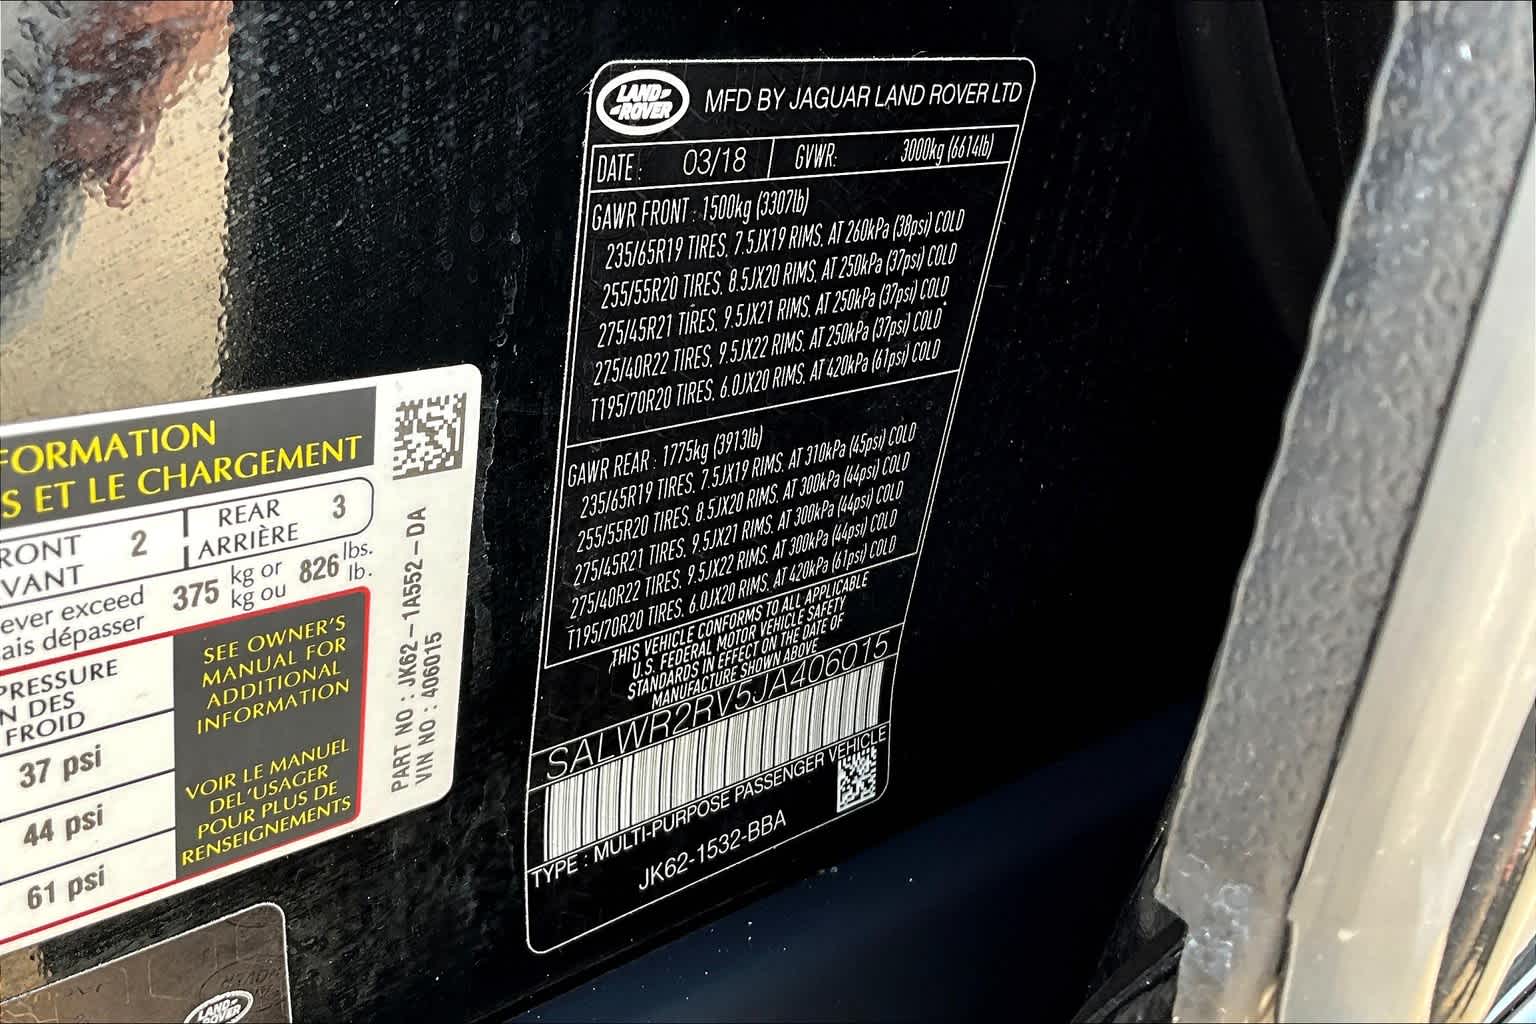 LAND-
-ROVER
MFD BY JAGUAR LAND ROVER LTD
DATE : 03/18 GVWR: 3000kg (6614lb)
GAWR FRONT : 1500kg (3307lb)
235/65R19 TIRES, 7.5JX19 RIMS, AT 260kPa (38psi) COLD
255/55R20 TIRES, 8.5JX20 RIMS, AT 250kPa (37psi) COLD
275/45R21 TIRES, 9.5JX21 RIMS, AT 250kPa (37psi) COLD
275/40R22 TIRES, 9.5JX22 RIMS, AT 250kPa (37psi) COLD
T195/70R20 TIRES, 6.0JX20 RIMS, AT 420kPa (61psi) COLD
GAWR REAR : 1775kg (3913lb)
235/65R19 TIRES, 7.5JX19 RIMS, AT 310kPa (45psi) COLD
255/55R20 TIRES, 8.5JX20 RIMS, AT 300kPa (44psi) COLD
275/45R21 TIRES, 9.5JX21 RIMS, AT 300kPa (44psi) COLD
275/40R22 TIRES, 9.5JX22 RIMS, AT 300kPa (44psi) COLD
T195/70R20 TIRES, 6.0JX20 RIMS, AT 420kPa (61psi) COLD
THIS VEHICLE CONFORMS TO ALL APPLICABLE
U.S. FEDERAL MOTOR VEHICLE SAFETY
STANDARDS IN EFFECT ON THE DATE OF
MANUFACTURE SHOWN ABOVE
SALWR2RV5JA406015
TYPE : MULTI-PURPOSE PASSENGER VEHICLE
JK62-1532-BBA
FORMATION
S ET LE CHARGEMENT
RONT 2 REAR 3
VANT ARRIÈRE
ever exceed 375 kg or 826 lbs.
ais dépasser kg ou lb.
PRESSURE
N DES
FROID
37 psi
44 psi
61 psi
SEE OWNER'S
MANUAL FOR
ADDITIONAL
INFORMATION
VOIR LE MANUEL
DEL'USAGER
POUR PLUS DE
RENSEIGNEMENTS
PART NO : JK62-1A552-DA
VIN NO : 406015
LAND-
-ROVER